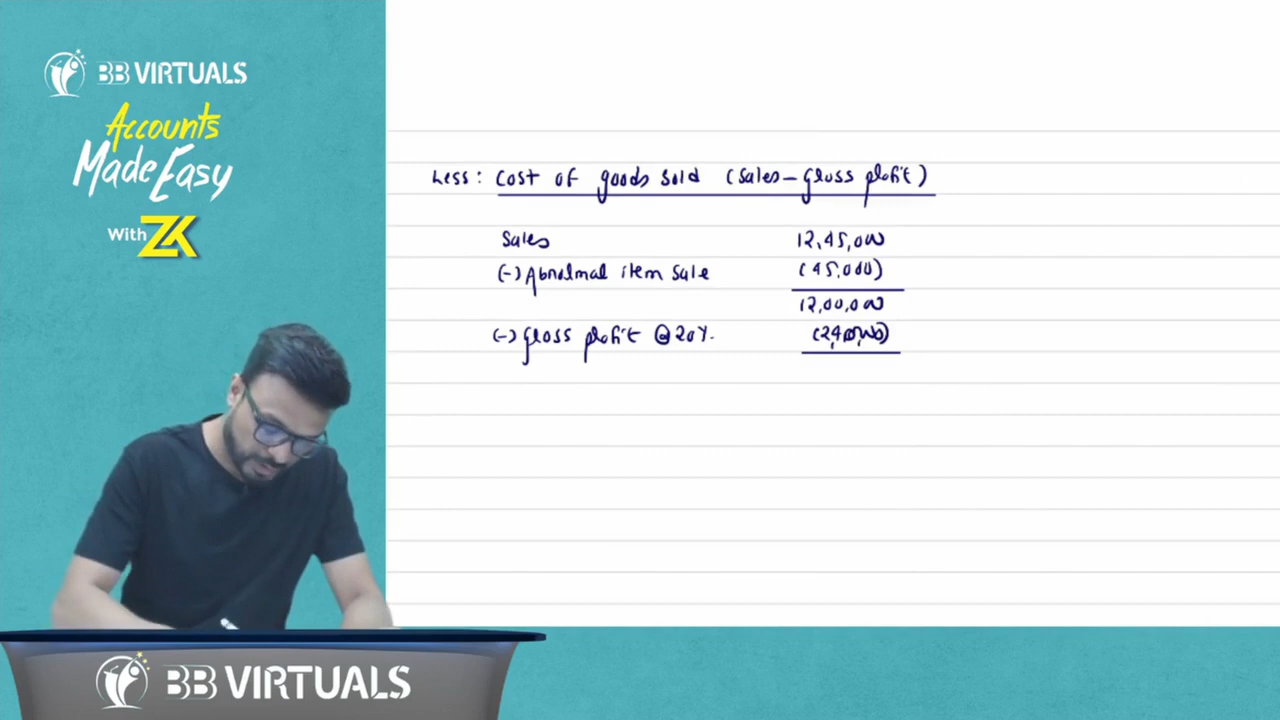 BB VIRTUALS
Accounts
Made Easy
With ZK
Less: Cost of goods sold (Sales - Gross profit)
Sales 12,45,000
(-) Abnormal item sale (45,000)
12,00,000
(-) Gross profit @ 20%. (2,40,000)
BB VIRTUALS